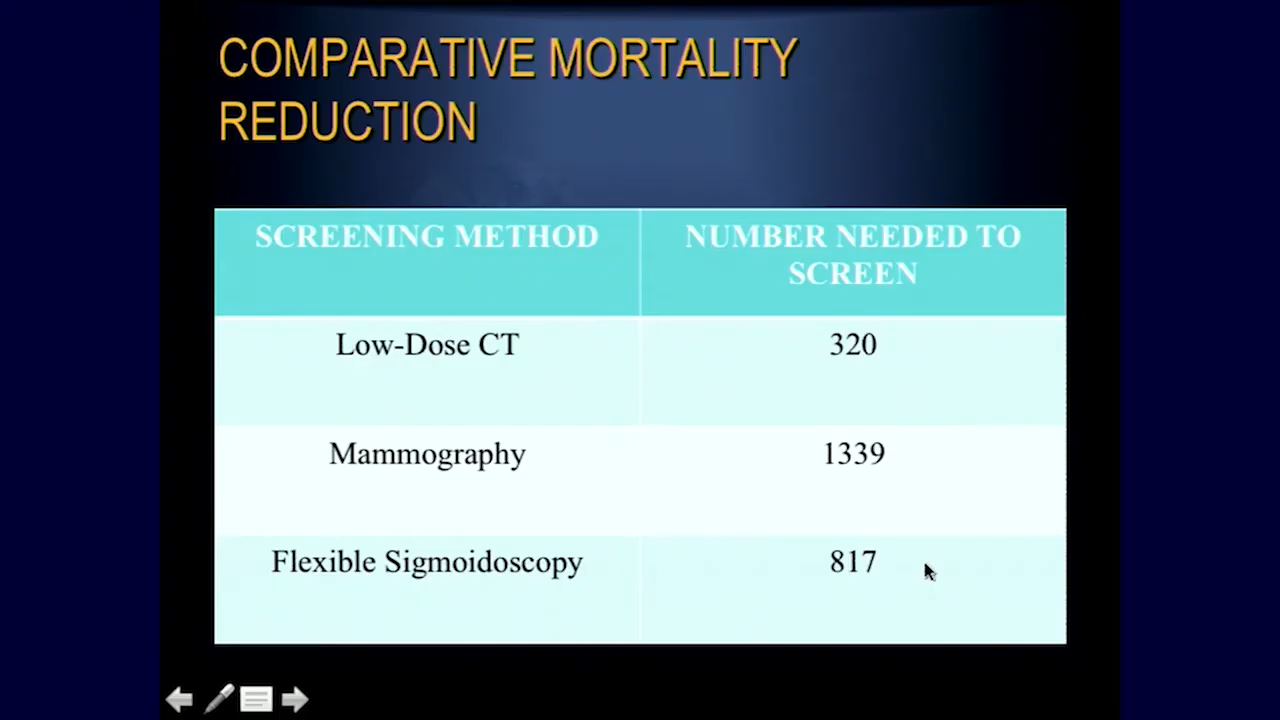 COMPARATIVE MORTALITY
REDUCTION
SCREENING METHOD
NUMBER NEEDED TO
SCREEN
Low-Dose CT
320
Mammography
1339
Flexible Sigmoidoscopy
817